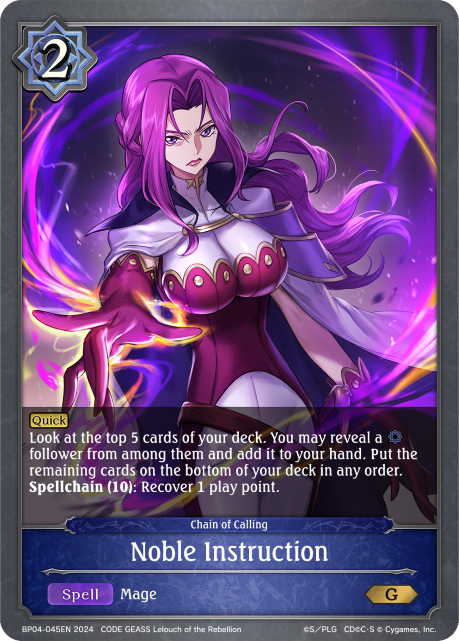 2
Quick
Look at the top 5 cards of your deck. You may reveal a
follower from among them and add it to your hand. Put the
remaining cards on the bottom of your deck in any order.
Spellchain (10): Recover 1 play point.
Chain of Calling
Noble Instruction
Spell Mage G
BP04-045EN 2024 CODE GEASS Lelouch of the Rebellion ©S/PLG CD©C·S © Cygames, Inc.